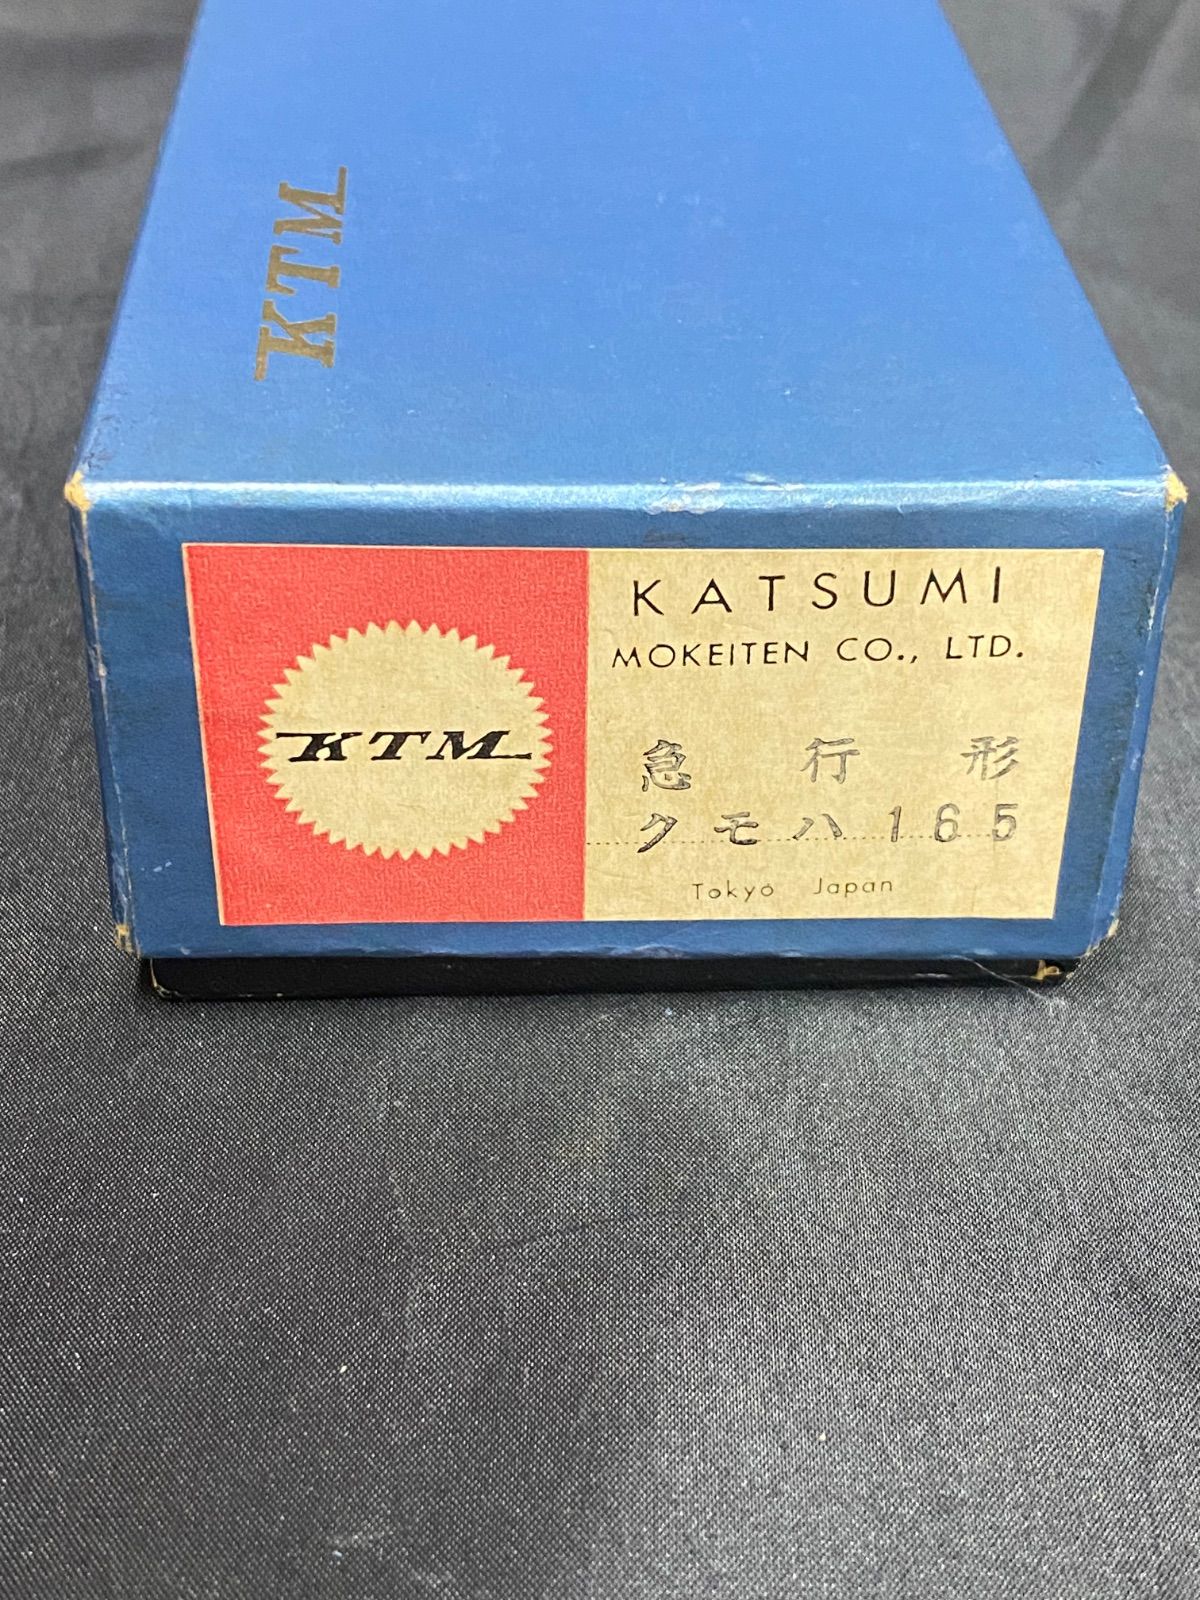 KTM
KTM
KATSUMI
MOKEITEN CO., LTD.
急行形
クモハ165
Tokyo Japan